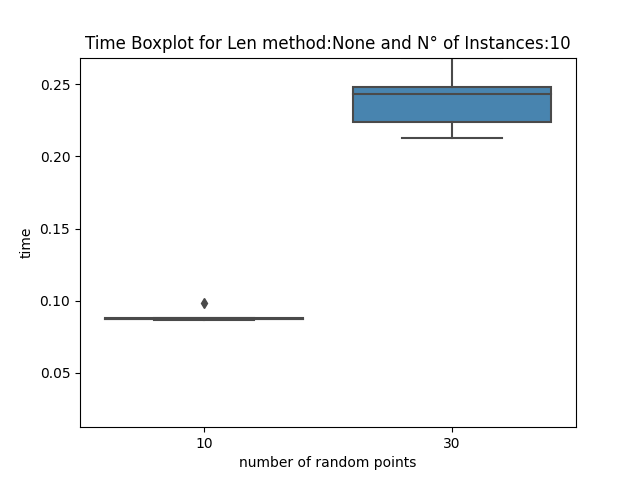 Time Boxplot for Len method:None and N° of Instances:10
0.25
0.20
0.15
0.10
0.05
time
10 30
number of random points